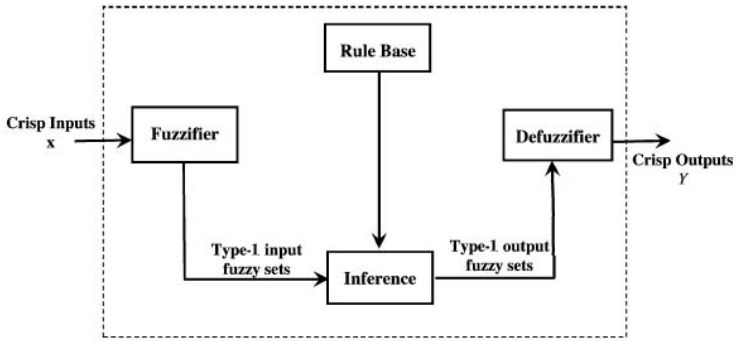 Rule Base
Crisp Inputs
x
Fuzzifier
Defuzzifier
Crisp Outputs
Y
Type-1 input
fuzzy sets
Inference
Type-1 output
fuzzy sets